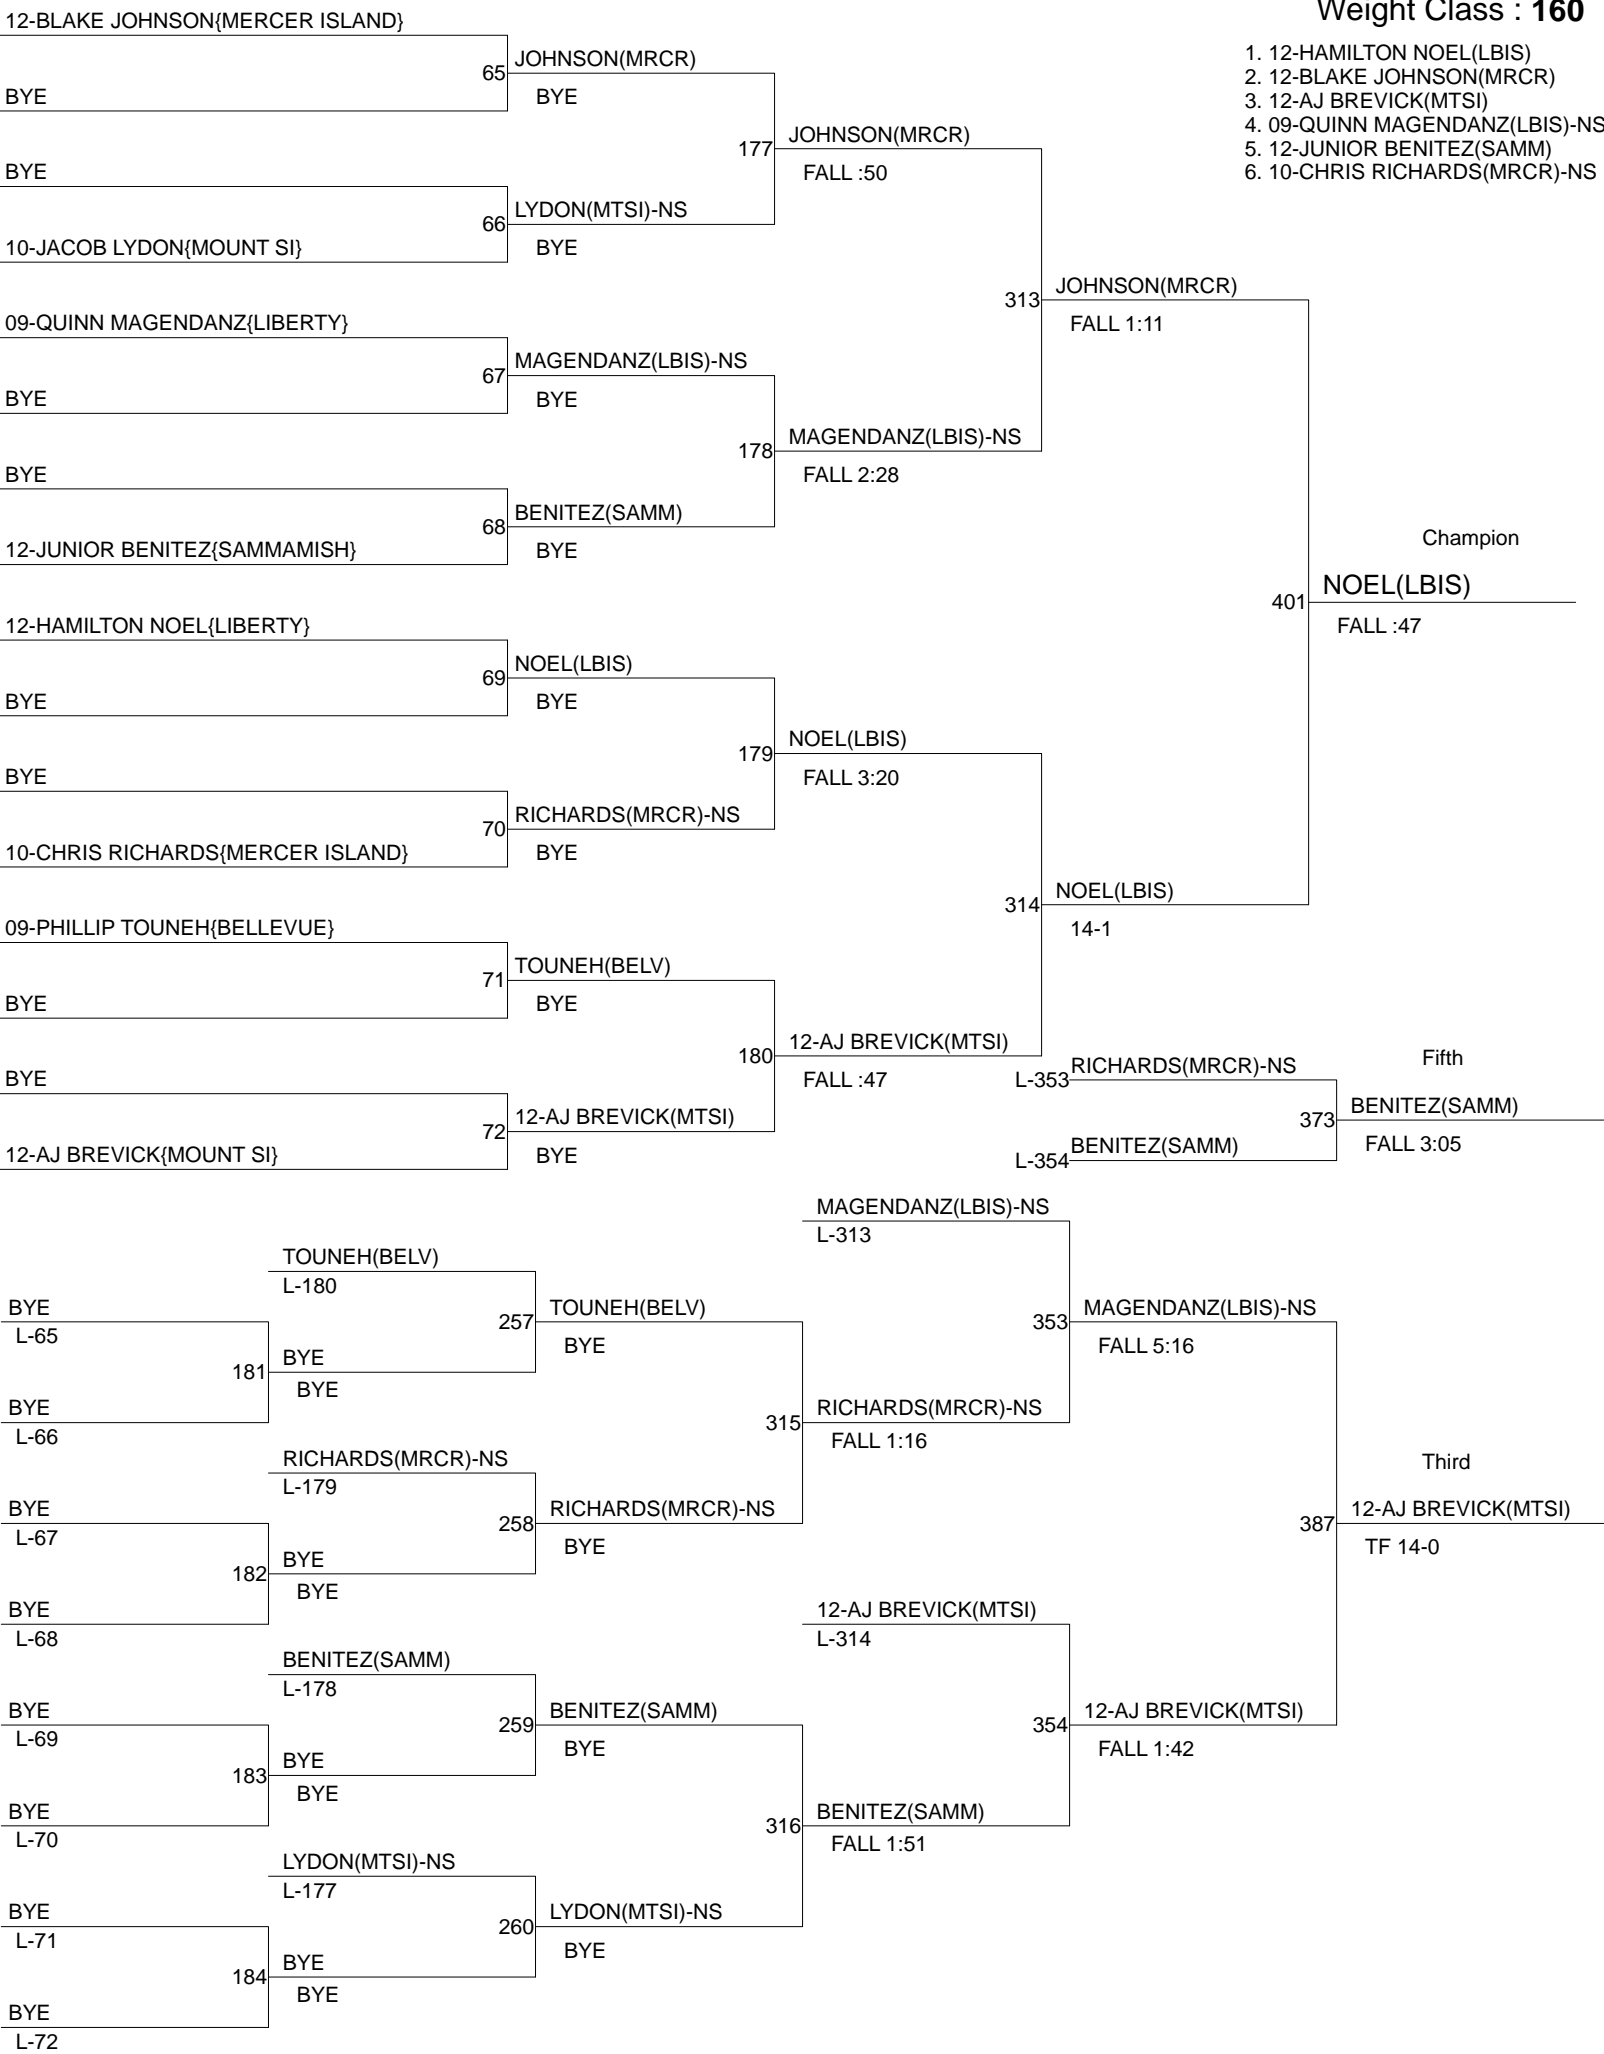 Weight Class : 160
1. 12-HAMILTON NOEL(LBIS)
2. 12-BLAKE JOHNSON(MRCR)
3. 12-AJ BREVICK(MTSI)
4. 09-QUINN MAGENDANZ(LBIS)-NS
5. 12-JUNIOR BENITEZ(SAMM)
6. 10-CHRIS RICHARDS(MRCR)-NS
12-BLAKE JOHNSON{MERCER ISLAND}
BYE
65
JOHNSON(MRCR)
BYE
BYE
10-JACOB LYDON{MOUNT SI}
66
LYDON(MTSI)-NS
BYE
177
JOHNSON(MRCR)
FALL :50
09-QUINN MAGENDANZ{LIBERTY}
BYE
67
MAGENDANZ(LBIS)-NS
BYE
BYE
12-JUNIOR BENITEZ{SAMMAMISH}
68
BENITEZ(SAMM)
BYE
178
MAGENDANZ(LBIS)-NS
FALL 2:28
313
JOHNSON(MRCR)
FALL 1:11
12-HAMILTON NOEL{LIBERTY}
BYE
69
NOEL(LBIS)
BYE
BYE
10-CHRIS RICHARDS{MERCER ISLAND}
70
RICHARDS(MRCR)-NS
BYE
179
NOEL(LBIS)
FALL 3:20
09-PHILLIP TOUNEH{BELLEVUE}
BYE
71
TOUNEH(BELV)
BYE
BYE
12-AJ BREVICK{MOUNT SI}
72
12-AJ BREVICK(MTSI)
BYE
180
12-AJ BREVICK(MTSI)
FALL :47
314
NOEL(LBIS)
14-1
Champion
401
NOEL(LBIS)
FALL :47
L-353
RICHARDS(MRCR)-NS
L-354
BENITEZ(SAMM)
Fifth
373
BENITEZ(SAMM)
FALL 3:05
BYE
L-65
BYE
L-66
181
TOUNEH(BELV)
L-180
BYE
BYE
257
TOUNEH(BELV)
BYE
BYE
L-67
BYE
L-68
182
RICHARDS(MRCR)-NS
L-179
BYE
BYE
258
RICHARDS(MRCR)-NS
BYE
315
MAGENDANZ(LBIS)-NS
L-313
RICHARDS(MRCR)-NS
FALL 1:16
353
MAGENDANZ(LBIS)-NS
FALL 5:16
BYE
L-69
BYE
L-70
183
BENITEZ(SAMM)
L-178
BYE
BYE
259
BENITEZ(SAMM)
BYE
BYE
L-71
BYE
L-72
184
LYDON(MTSI)-NS
L-177
BYE
BYE
260
LYDON(MTSI)-NS
BYE
316
12-AJ BREVICK(MTSI)
L-314
BENITEZ(SAMM)
FALL 1:51
354
12-AJ BREVICK(MTSI)
FALL 1:42
Third
387
12-AJ BREVICK(MTSI)
TF 14-0